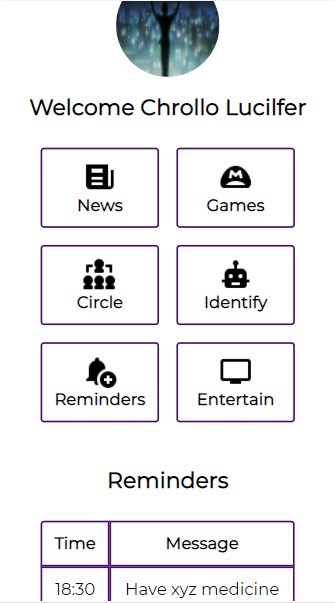 Welcome Chrollo Lucilfer
News
Games
Circle
Identify
Reminders
Entertain
Reminders
Time Message
18:30 Have xyz medicine